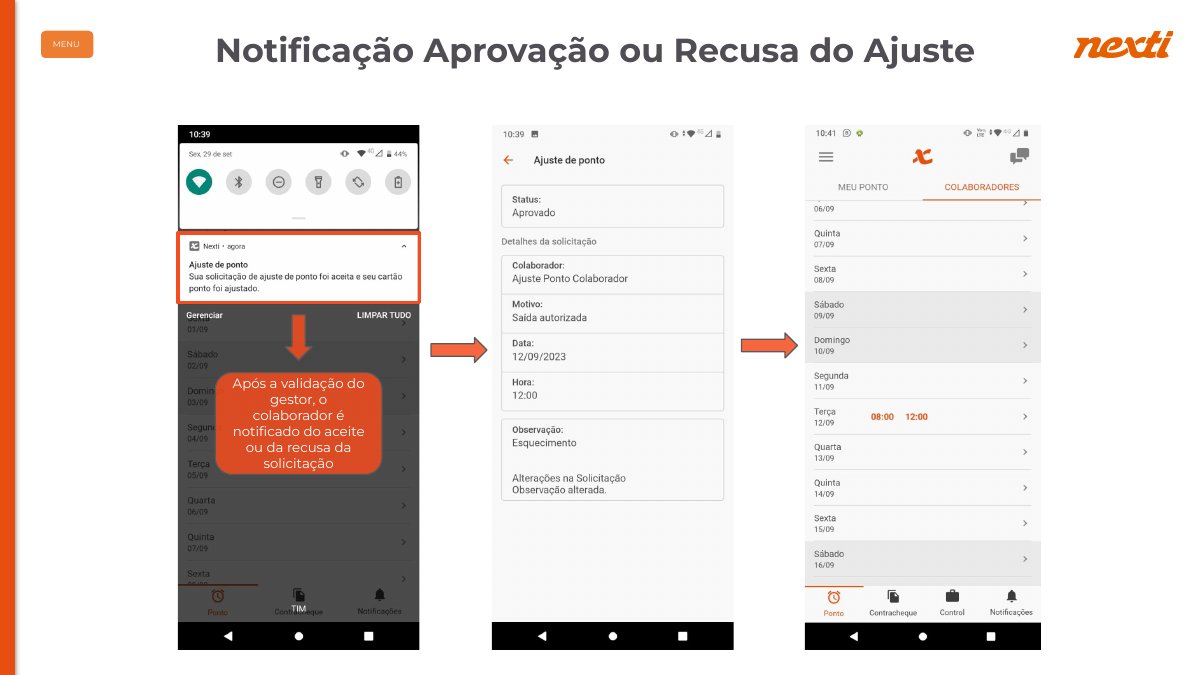 MENU
Notificação Aprovação ou Recusa do Ajuste
nexti
10:39
Sex, 29 de set
4G
44%
Nexti • agora
Ajuste de ponto
Sua solicitação de ajuste de ponto foi aceita e seu cartão
ponto foi ajustado.
Gerenciar
LIMPAR TUDO
01/09
Sábado
02/09
03/09
04/09
Terça
05/09
Quarta
06/09
Quinta
07/09
Sexta
Após a validação do
gestor, o
colaborador é
notificado do aceite
ou da recusa da
solicitação
Ponto
Contracheque
TIM
Notificações
10:39
4G
Ajuste de ponto
Status:
Aprovado
Detalhes da solicitação
Colaborador:
Ajuste Ponto Colaborador
Motivo:
Saída autorizada
Data:
12/09/2023
Hora:
12:00
Observação:
Esquecimento
Alterações na Solicitação
Observação alterada.
10:41
4G
MEU PONTO
COLABORADORES
06/09
Quinta
07/09
Sexta
08/09
Sábado
09/09
Domingo
10/09
Segunda
11/09
Terça
12/09
08:00 12:00
Quarta
13/09
Quinta
14/09
Sexta
15/09
Sábado
16/09
Ponto
Contracheque
Control
Notificações